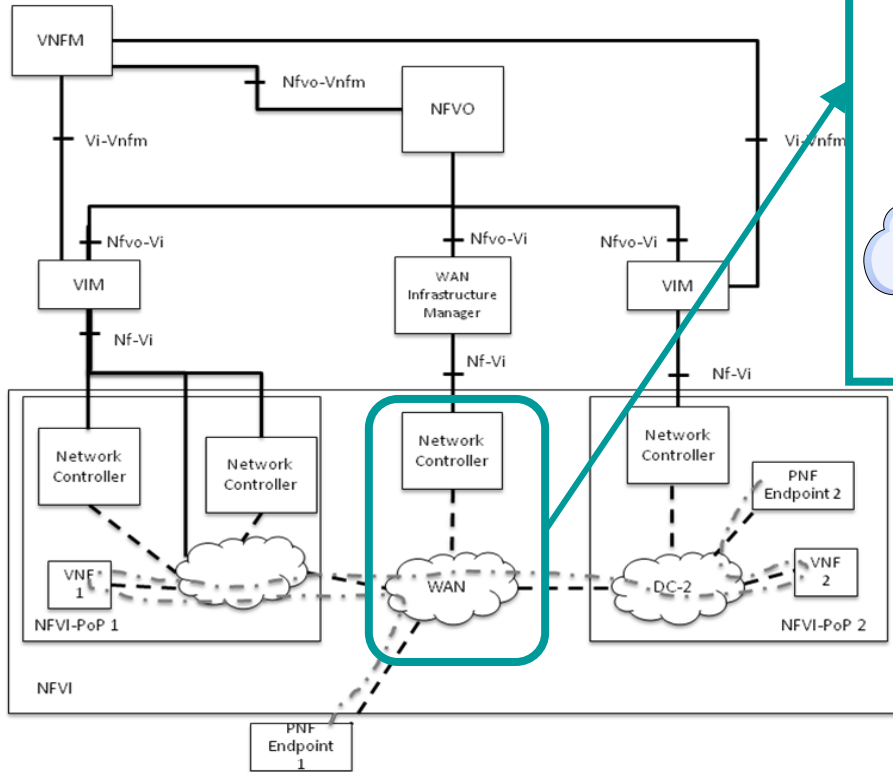 VNFM
Nfvo-Vnfm
NFVO
Vi-Vnfm
Vi-Vnfm
Nfvo-Vi
Nfvo-Vi
Nfvo-Vi
VIM
WAN
Infrastructure
Manager
VIM
Nf-Vi
Nf-Vi
Nf-Vi
Network
Controller
Network
Controller
Network
Controller
Network
Controller
PNF
Endpoint 2
VNF
1
WAN
DC-2
VNF
2
NFVI-PoP 1
NFVI-PoP 2
NFVI
PNF
Endpoint
1